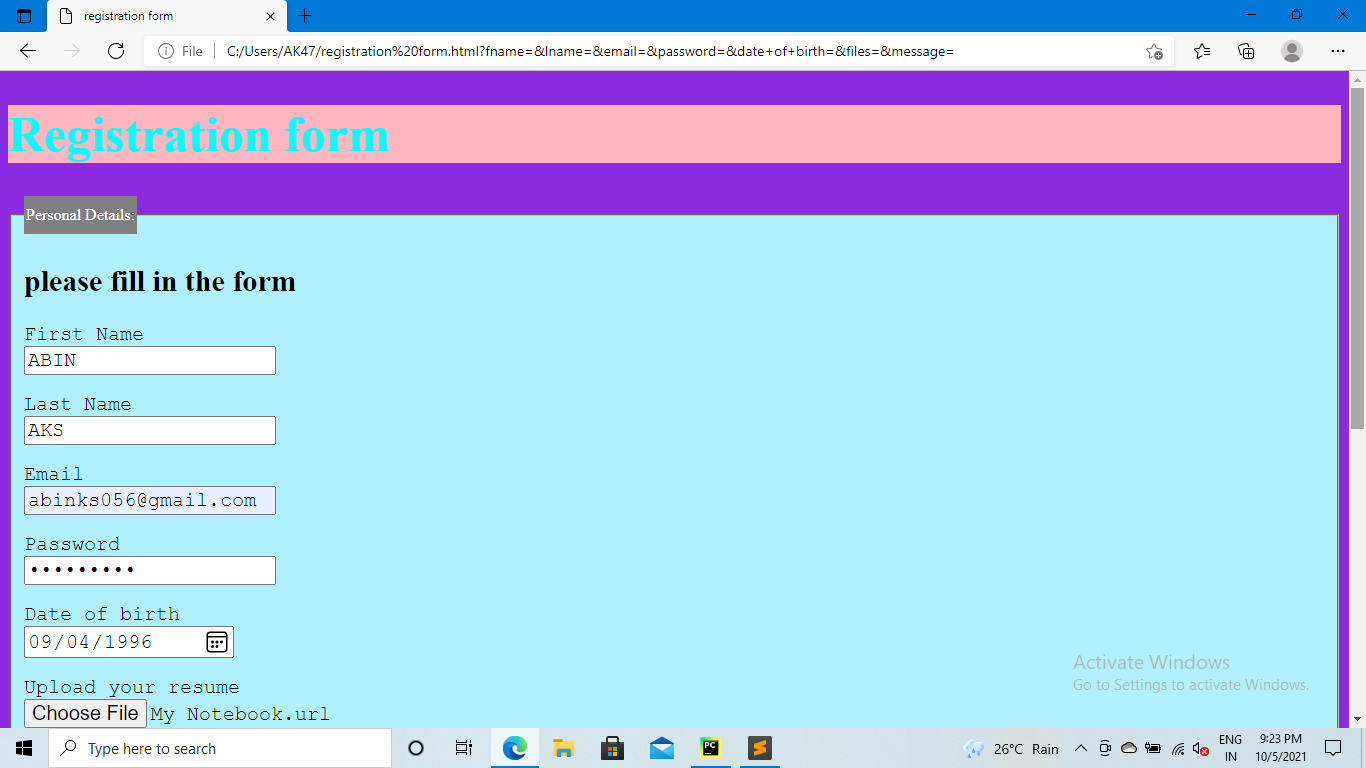 registration form
File
C:/Users/AK47/registration%20form.html?fname=&lname=&email=&password=&date+of+birth=&files=&message=
Registration form
Personal Details:
please fill in the form
First Name
ABIN
Last Name
AKS
Email
abinks056@gmail.com
Password
•••••••••
Date of birth
09/04/1996
Upload your resume
Choose File My Notebook.url
Activate Windows
Go to Settings to activate Windows.
Type here to search
PC
26°C Rain
ENG
IN
9:23 PM
10/5/2021